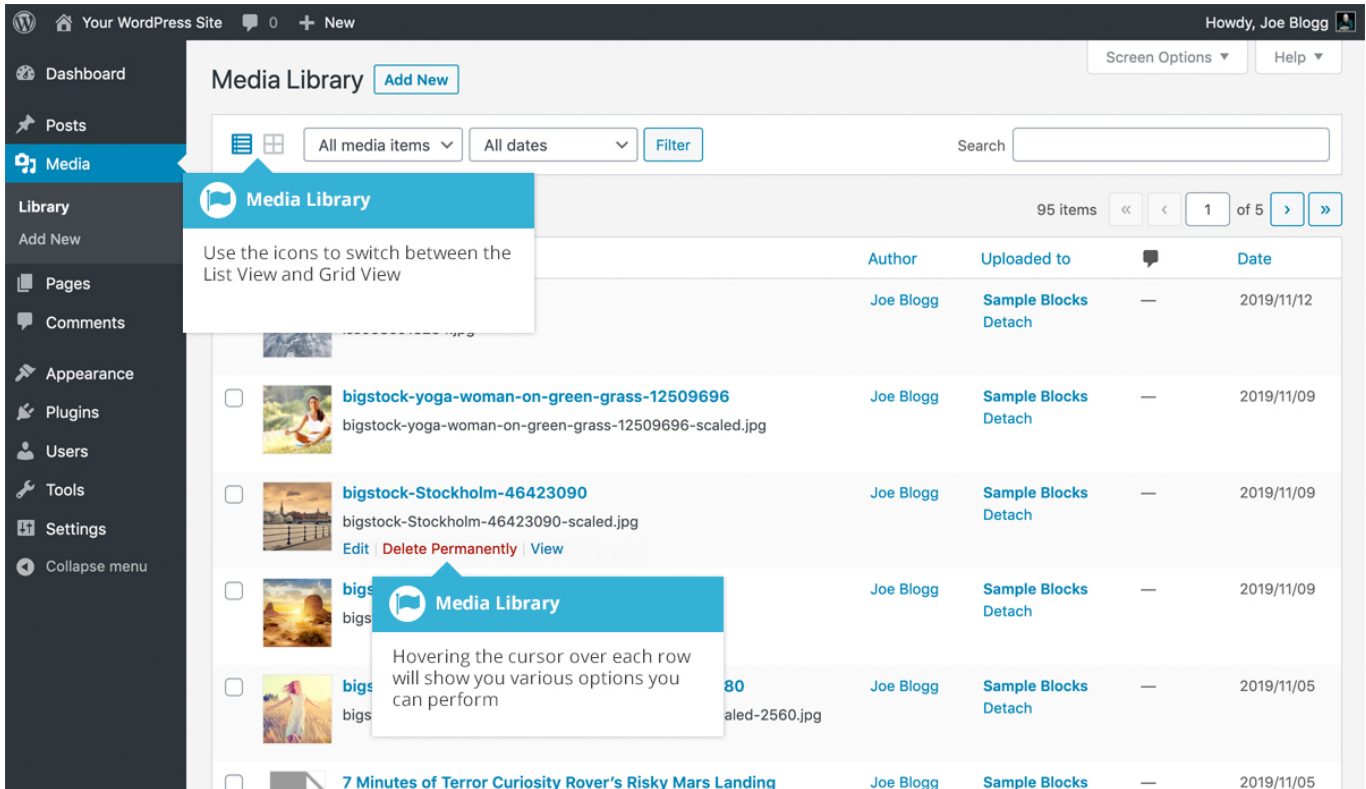 Your WordPress Site 0 + New Howdy, Joe Blogg
Screen Options ▼ Help ▼
Dashboard
Media Library Add New
Posts
Media
All media items All dates Filter Search
Library
Add New
Media Library
Use the icons to switch between the
List View and Grid View
95 items « ‹ 1 of 5 › »
Author Uploaded to Date
Pages
Comments
Appearance
Plugins
Users
Tools
Settings
Collapse menu
Joe Blogg Sample Blocks — 2019/11/12
Detach
bigstock-yoga-woman-on-green-grass-12509696 Joe Blogg Sample Blocks — 2019/11/09
bigstock-yoga-woman-on-green-grass-12509696-scaled.jpg Detach
bigstock-Stockholm-46423090 Joe Blogg Sample Blocks — 2019/11/09
bigstock-Stockholm-46423090-scaled.jpg Detach
Edit | Delete Permanently | View
bigs Joe Blogg Sample Blocks — 2019/11/09
bigs Detach
Media Library
Hovering the cursor over each row
will show you various options you
can perform
bigs 80 Joe Blogg Sample Blocks — 2019/11/05
bigs aled-2560.jpg Detach
7 Minutes of Terror Curiosity Rover's Risky Mars Landing Joe Blogg Sample Blocks — 2019/11/05